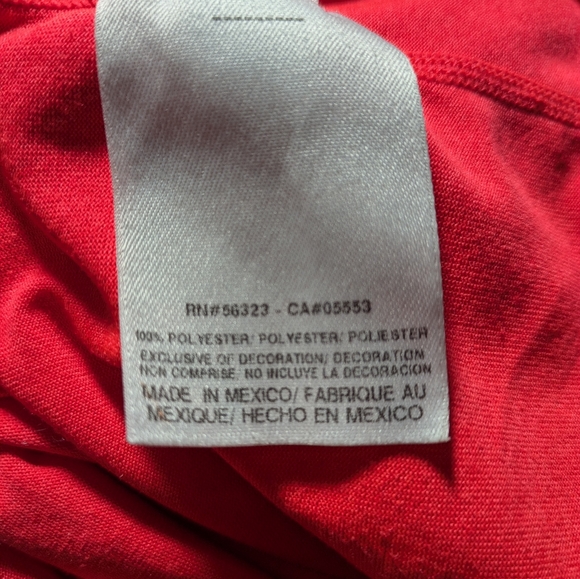 RN#56323 - CA#05553
100% POLYESTER/ POLYESTER/ POLIESTER
EXCLUSIVE OF DECORATION/ DECORATION
NON COMPRISE/ NO INCLUYE LA DECORACIÓN
MADE IN MEXICO/ FABRIQUE AU
MEXIQUE/ HECHO EN MEXICO